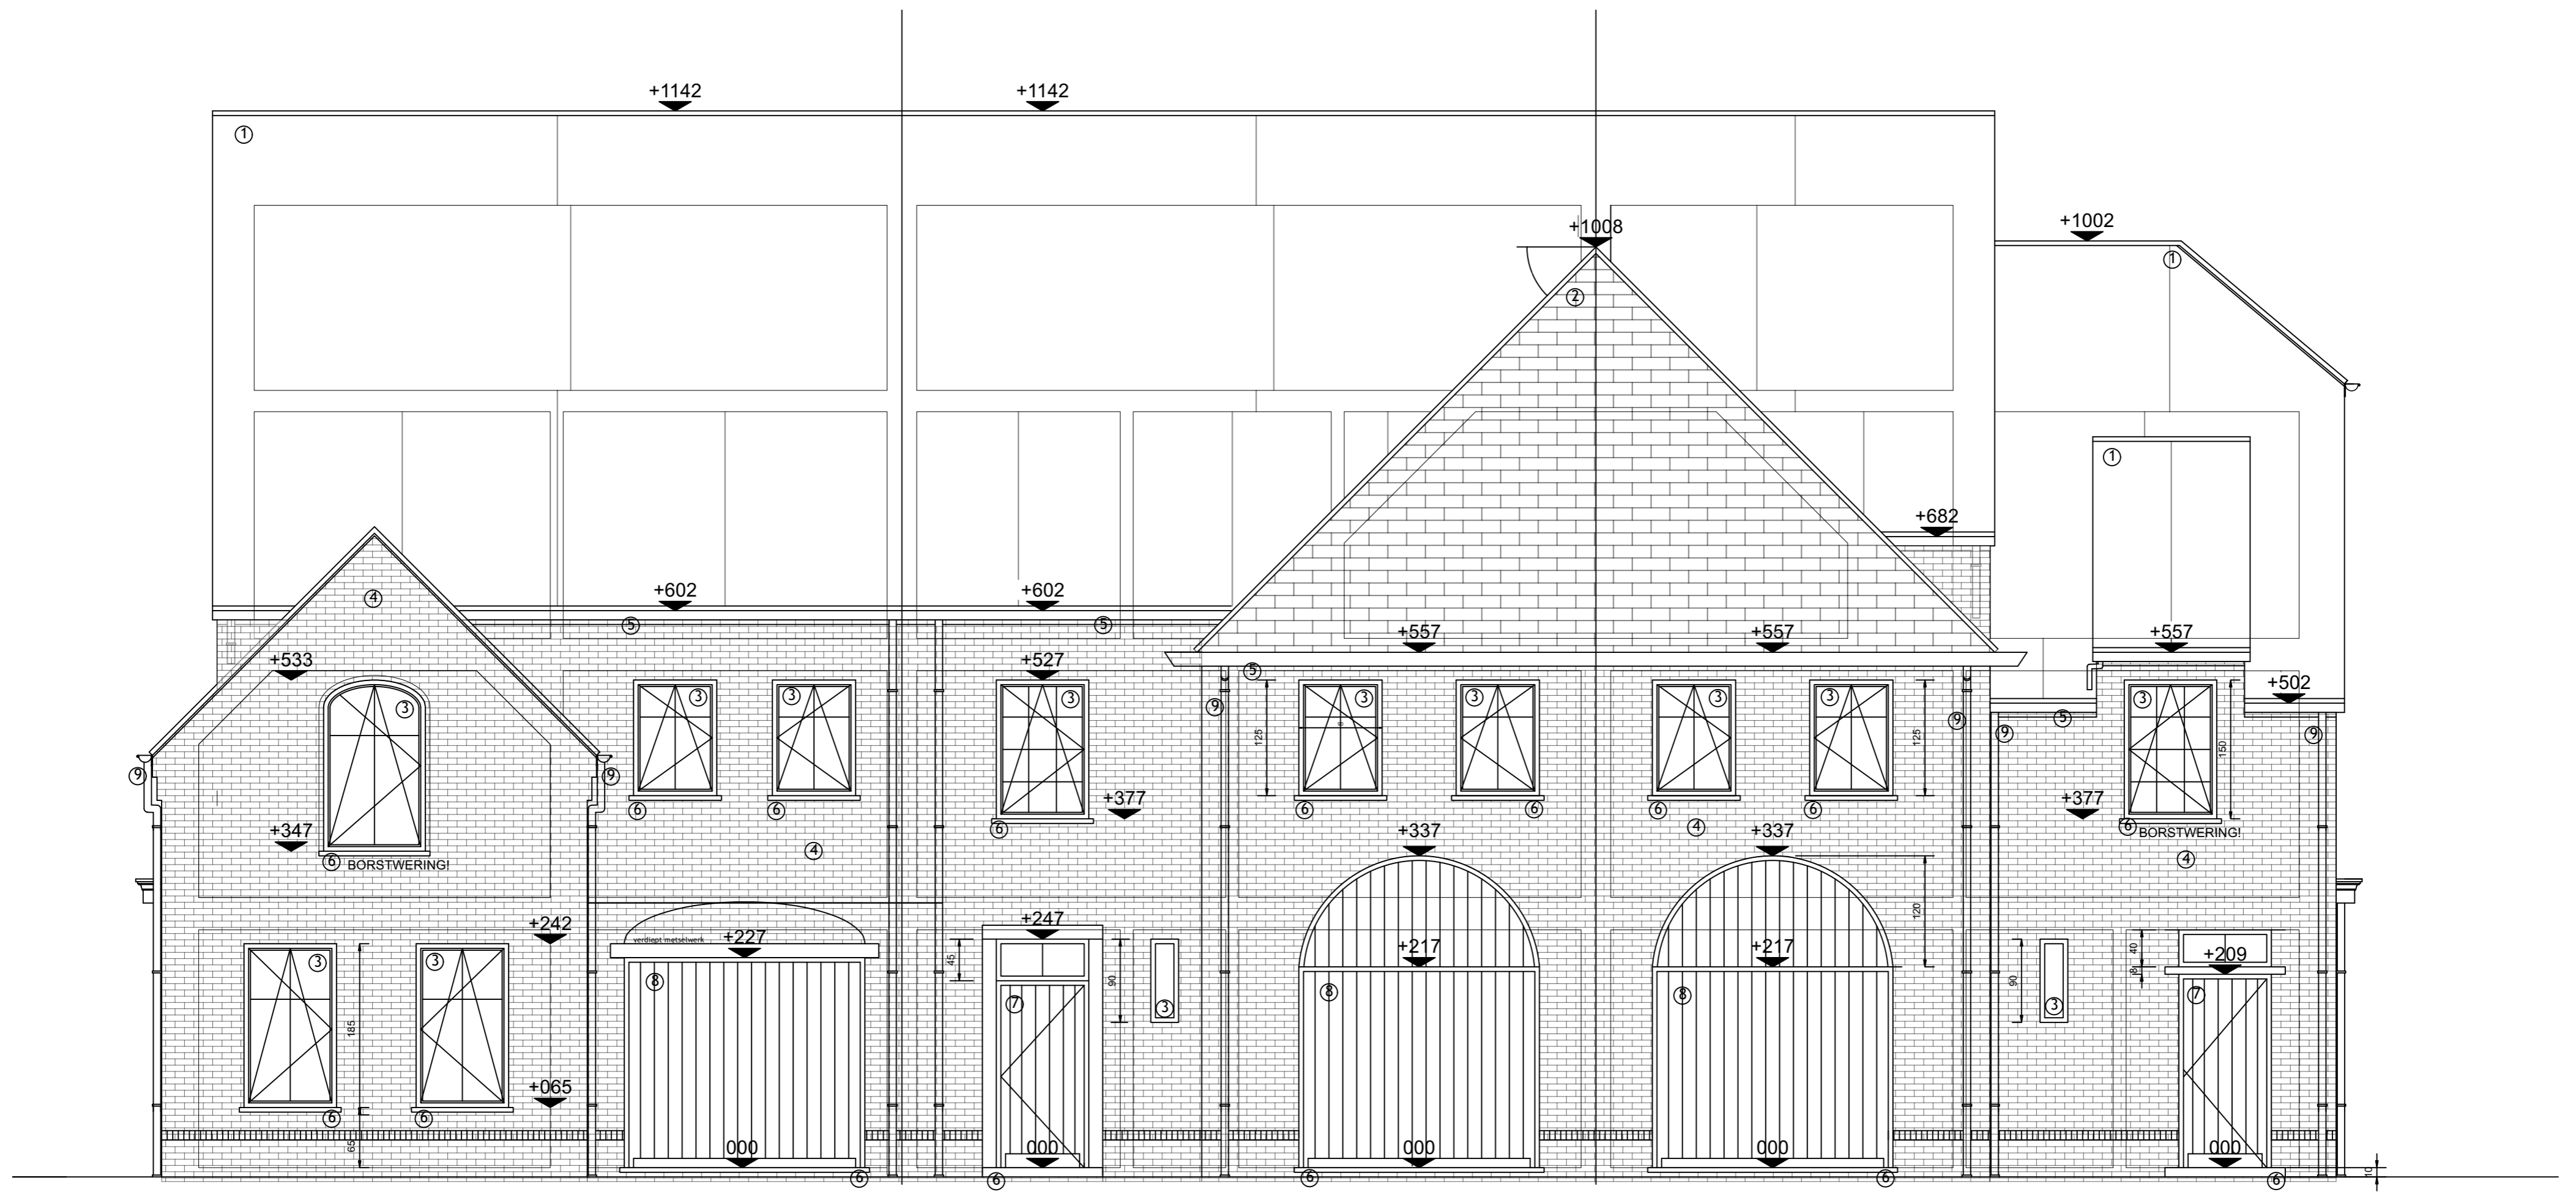 +1142 +1142
1
+1008
+1002
1
2
1
+682
4
+602 +602
5 5
+557 +557 +557
+533 +527
5
+502
3 3 3 3 3 3 3 3 3
9 9 9 9 5 9
125 125 150
9 9
+377 +377
6 6 6 6 6 6 6
6 BORSTWERING!
4 4
+347 +337 +337
6 BORSTWERING!
4
+242 +247
120
verdiept metselwerk +227
+217 +217 +209
45 90 90 40 8
3 3 8 7 3 8 8 3 7
185
+065
6 6
65
000 000 000 000 000
6 6 6 6 6
10